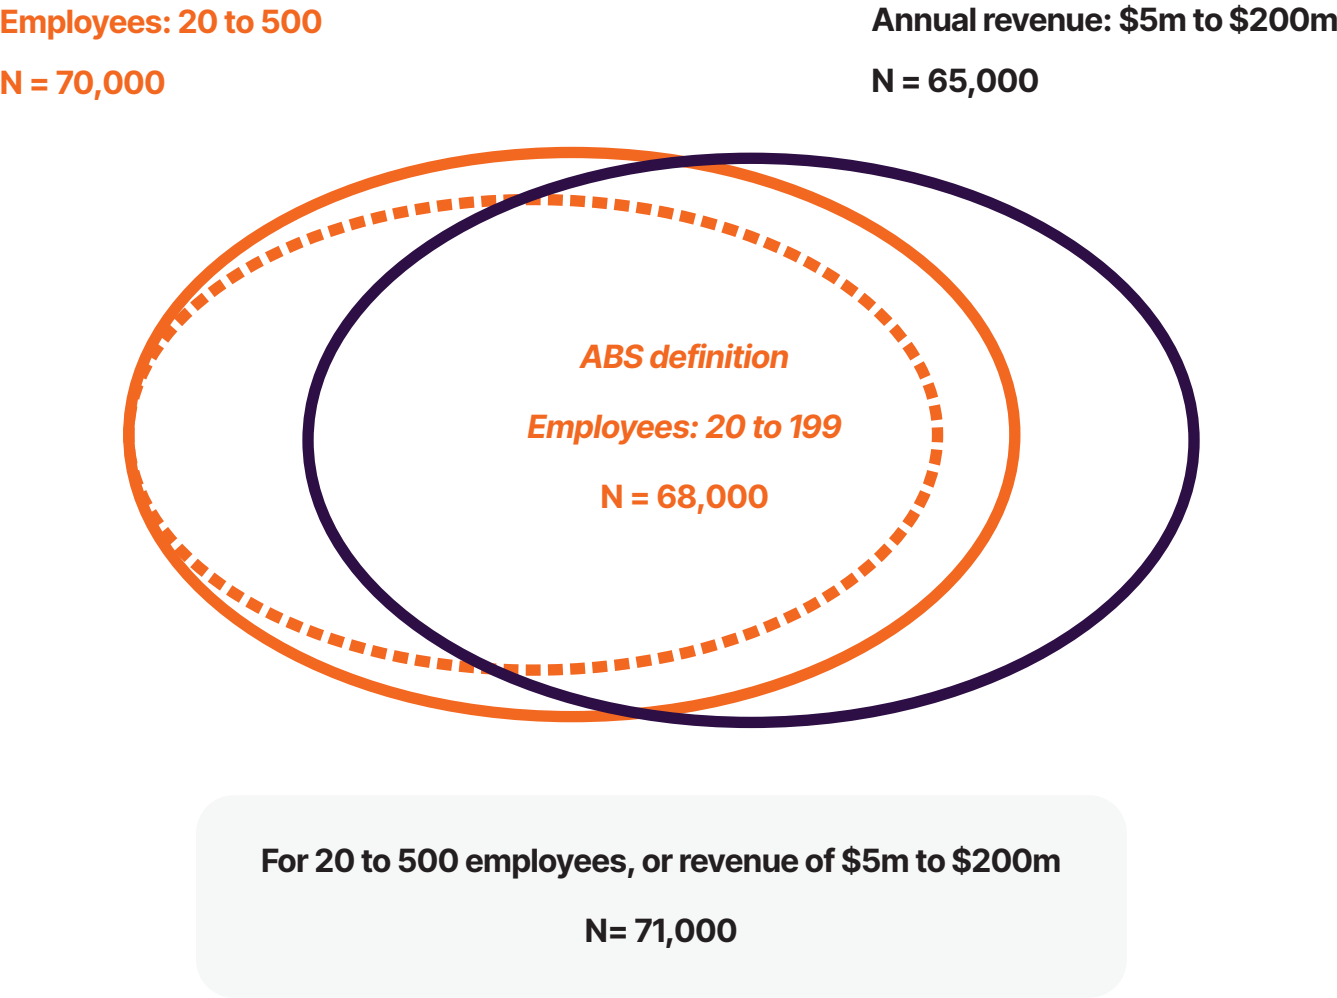 Employees: 20 to 500
N = 70,000
Annual revenue: $5m to $200m
N = 65,000
ABS definition
Employees: 20 to 199
N = 68,000
For 20 to 500 employees, or revenue of $5m to $200m
N= 71,000